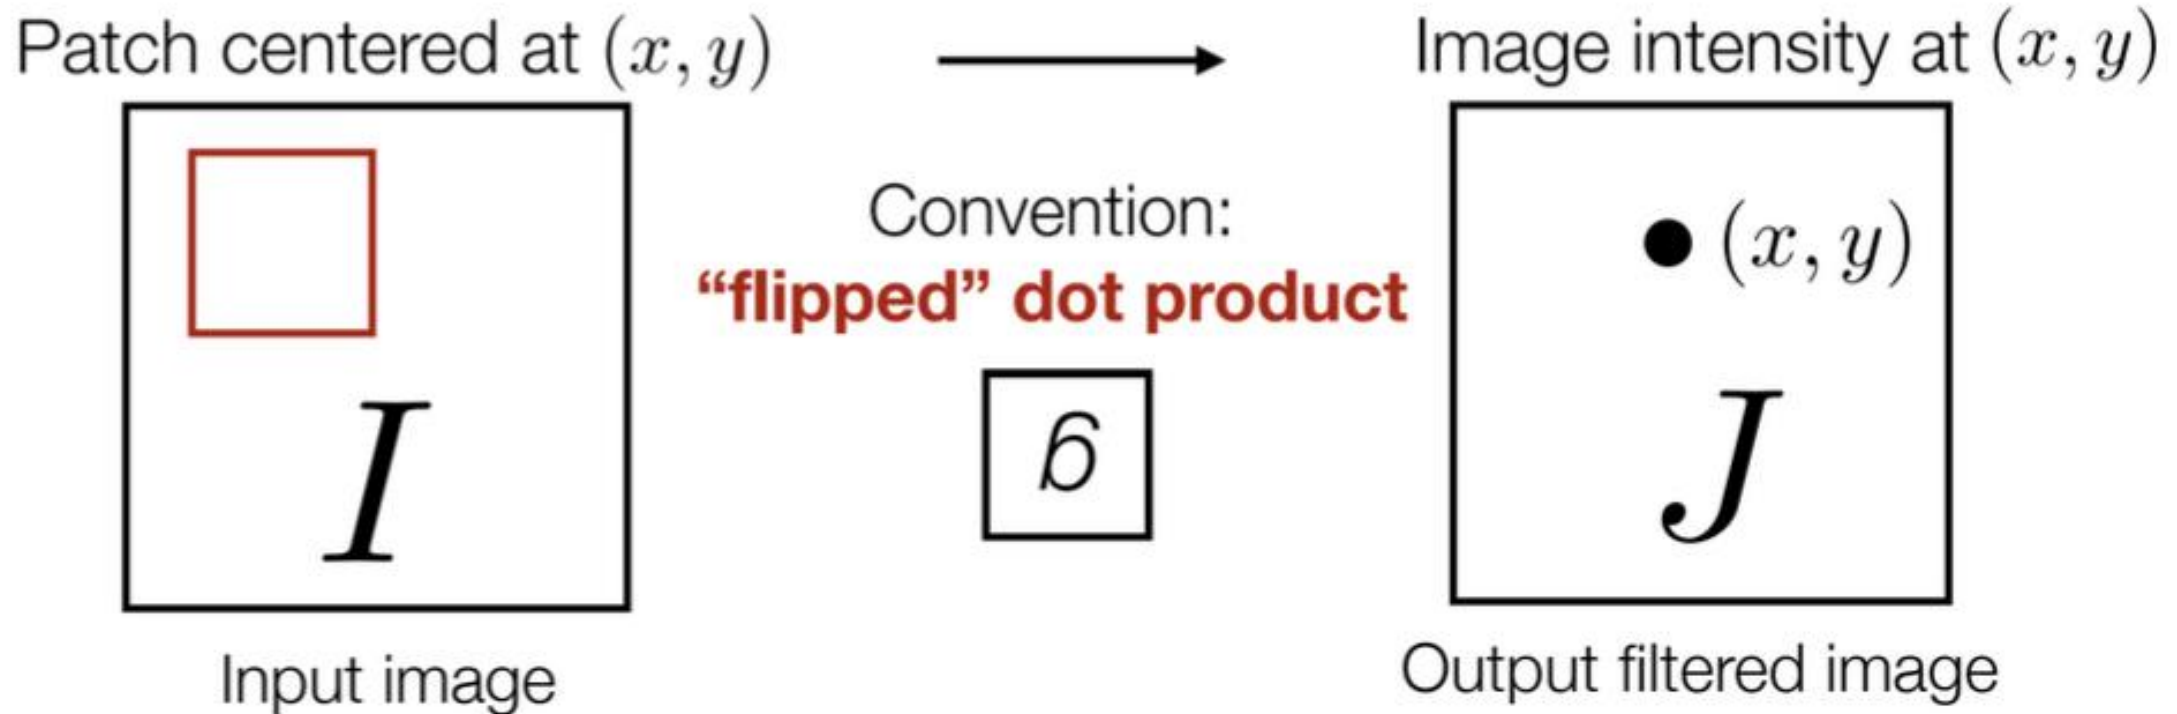 Patch centered at (x, y)
Image intensity at (x, y)
Convention:
“flipped” dot product
(x, y)
I
ƃ
J
Input image
Output filtered image